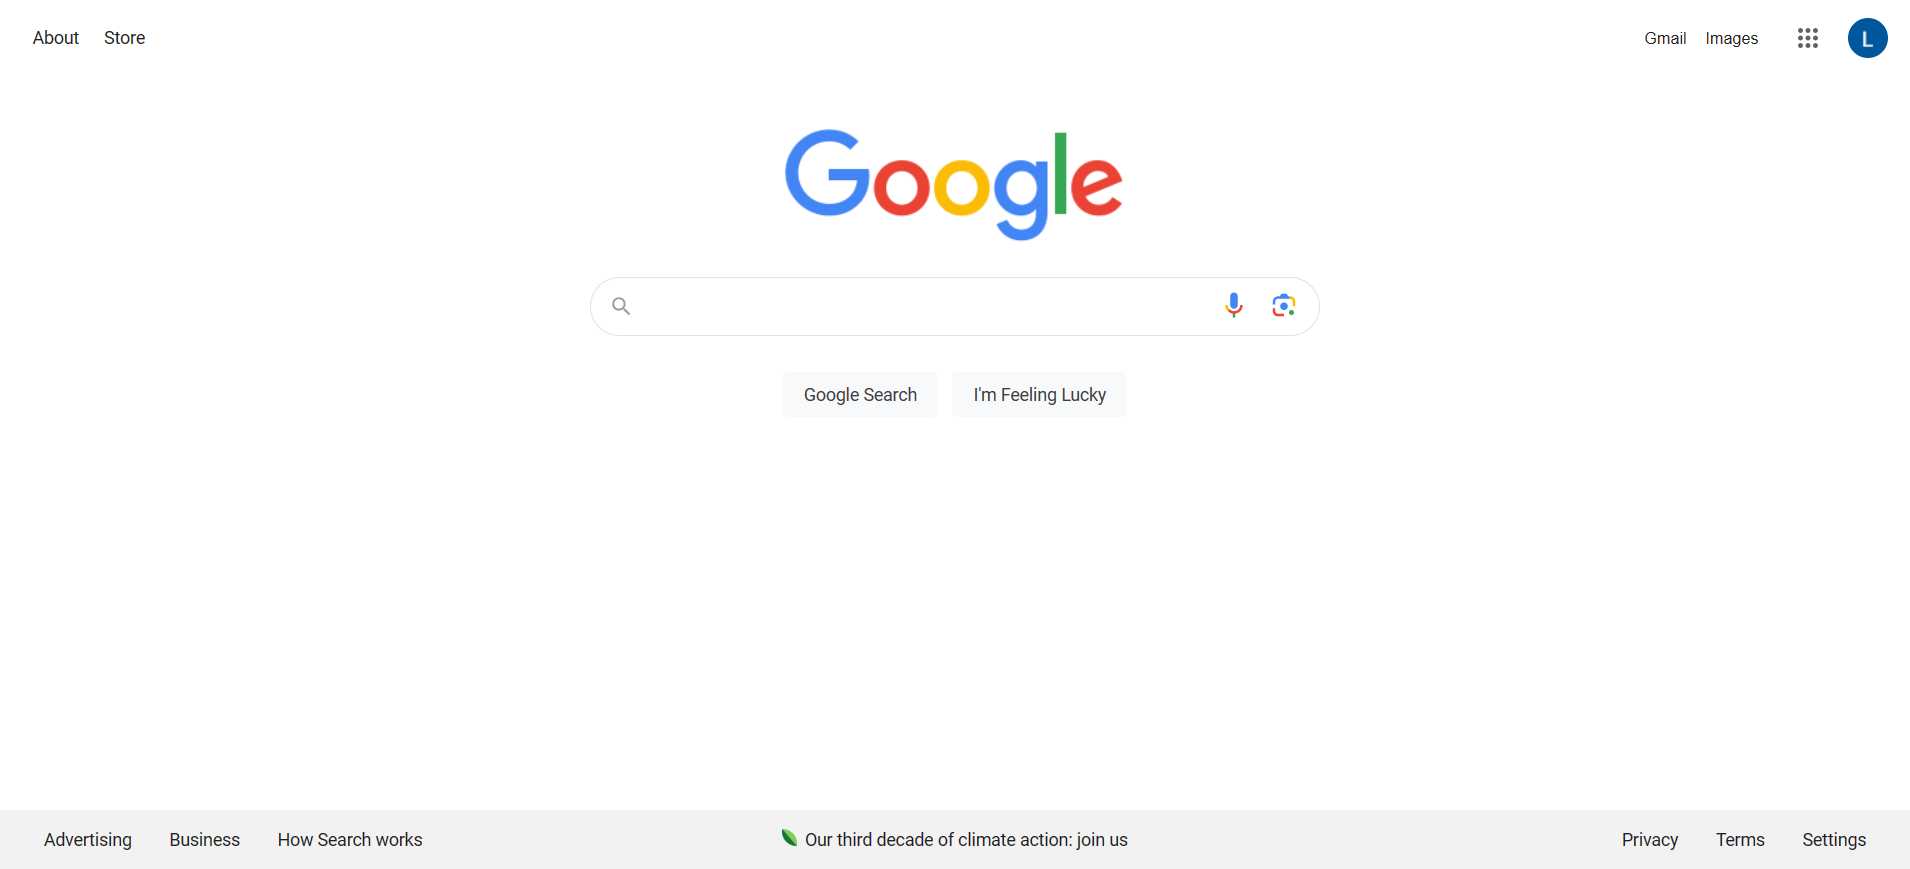 About Store
Gmail Images
L
Google
Google Search I'm Feeling Lucky
Advertising Business How Search works
Our third decade of climate action: join us
Privacy Terms Settings